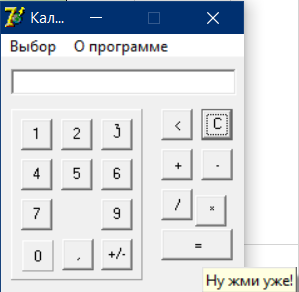 Кал...
Выбор О программе
1 2 3 < C
4 5 6 + -
7 9 / *
0 , +/- =
Ну жми уже!